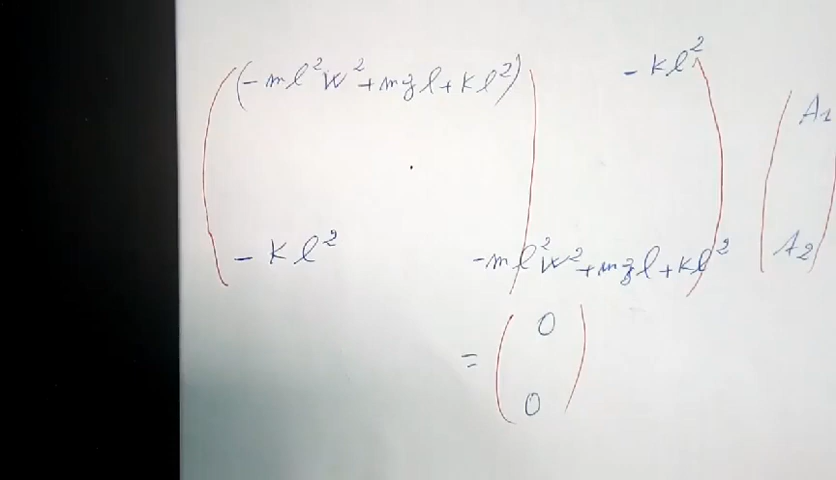 (-ml²w²+mgl+kl²) -kl² A₁
-kl² -ml²w²+mgl+kl² A₂
= 0
0